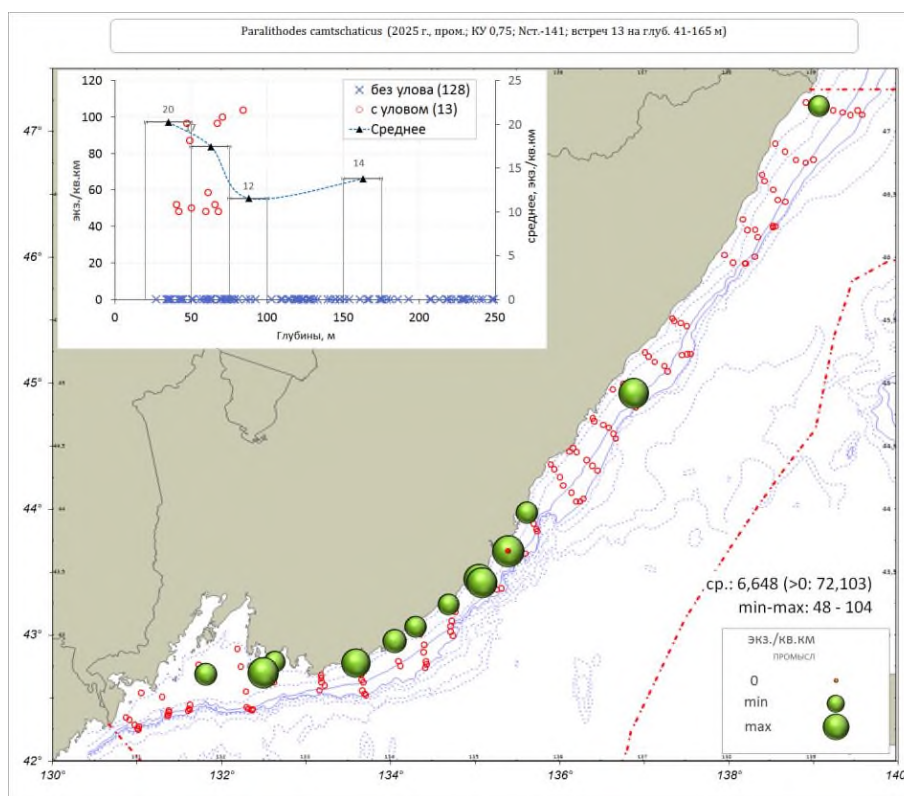 Paralithodes camtschaticus (2025 г., пром.; КУ 0,75; Nст.-141; встреч 13 на глуб. 41-165 м)
120
100
80
60
40
20
0
экз./кв.км
0 50 100 150 200 250
Глубины, м
25
20
15
10
5
0
среднее, экз./кв.км
без улова (128)
с уловом (13)
Среднее
20
12
14
47°
46°
45°
44°
43°
42°
130° 132 134 136 138 140
ср.: 6,648 (>0: 72,103)
min-max: 48 - 104
экз./кв.км
промысл
0
min
max